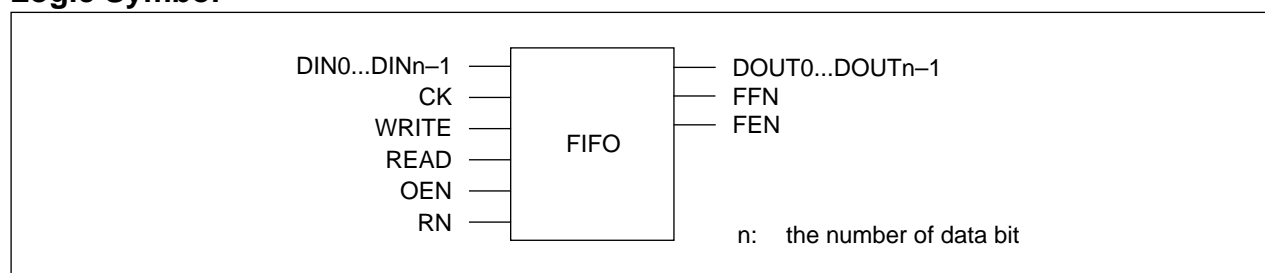 Logic Symbol
DIN0...DINn–1
CK
WRITE
READ
OEN
RN
FIFO
DOUT0...DOUTn–1
FFN
FEN
n: the number of data bit